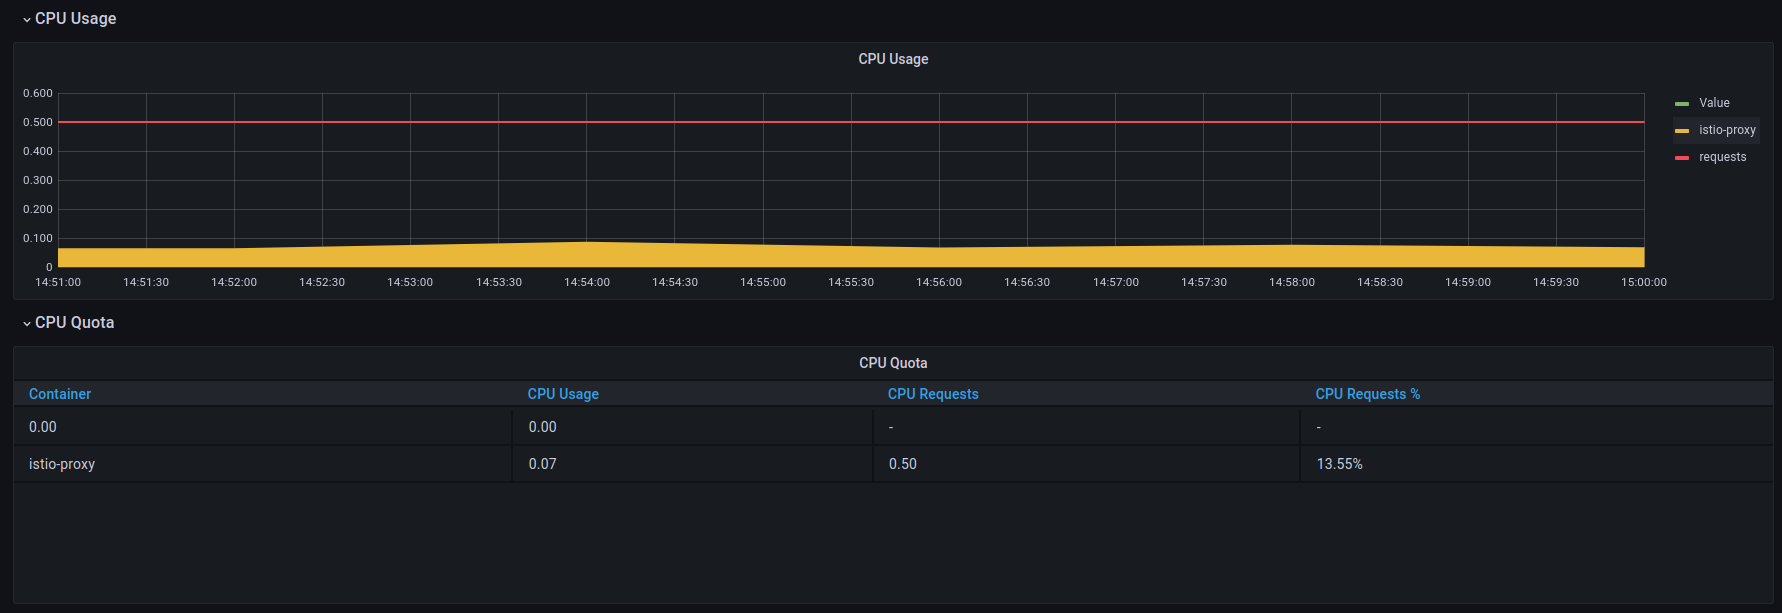 CPU Usage
CPU Usage
0.600
0.500
0.400
0.300
0.200
0.100
0
14:51:00 14:51:30 14:52:00 14:52:30 14:53:00 14:53:30 14:54:00 14:54:30 14:55:00 14:55:30 14:56:00 14:56:30 14:57:00 14:57:30 14:58:00 14:58:30 14:59:00 14:59:30 15:00:00
Value
istio-proxy
requests
CPU Quota
CPU Quota
Container CPU Usage CPU Requests CPU Requests %
0.00 0.00 - -
istio-proxy 0.07 0.50 13.55%